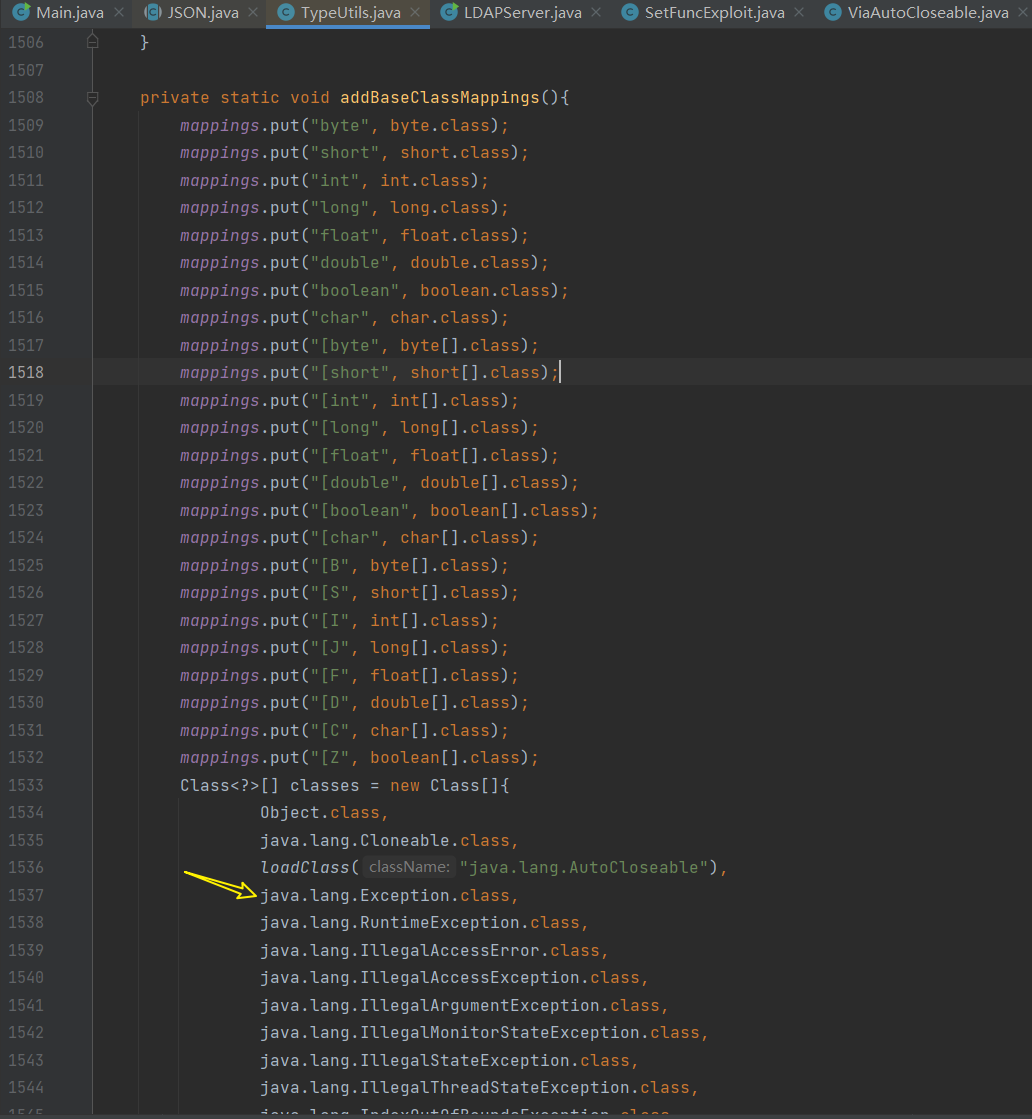 Main.java JSON.java TypeUtils.java LDAPServer.java SetFuncExploit.java ViaAutoCloseable.java
1506 }
1507
1508 private static void addBaseClassMappings(){
1509 mappings.put("byte", byte.class);
1510 mappings.put("short", short.class);
1511 mappings.put("int", int.class);
1512 mappings.put("long", long.class);
1513 mappings.put("float", float.class);
1514 mappings.put("double", double.class);
1515 mappings.put("boolean", boolean.class);
1516 mappings.put("char", char.class);
1517 mappings.put("[byte", byte[].class);
1518 mappings.put("[short", short[].class);
1519 mappings.put("[int", int[].class);
1520 mappings.put("[long", long[].class);
1521 mappings.put("[float", float[].class);
1522 mappings.put("[double", double[].class);
1523 mappings.put("[boolean", boolean[].class);
1524 mappings.put("[char", char[].class);
1525 mappings.put("[B", byte[].class);
1526 mappings.put("[S", short[].class);
1527 mappings.put("[I", int[].class);
1528 mappings.put("[J", long[].class);
1529 mappings.put("[F", float[].class);
1530 mappings.put("[D", double[].class);
1531 mappings.put("[C", char[].class);
1532 mappings.put("[Z", boolean[].class);
1533 Class<?>[] classes = new Class[]{
1534 Object.class,
1535 java.lang.Cloneable.class,
1536 loadClass( className: "java.lang.AutoCloseable"),
1537 java.lang.Exception.class,
1538 java.lang.RuntimeException.class,
1539 java.lang.IllegalAccessError.class,
1540 java.lang.IllegalAccessException.class,
1541 java.lang.IllegalArgumentException.class,
1542 java.lang.IllegalMonitorStateException.class,
1543 java.lang.IllegalStateException.class,
1544 java.lang.IllegalThreadStateException.class,
1545 java.lang.IndexOutOfBoundsException.class